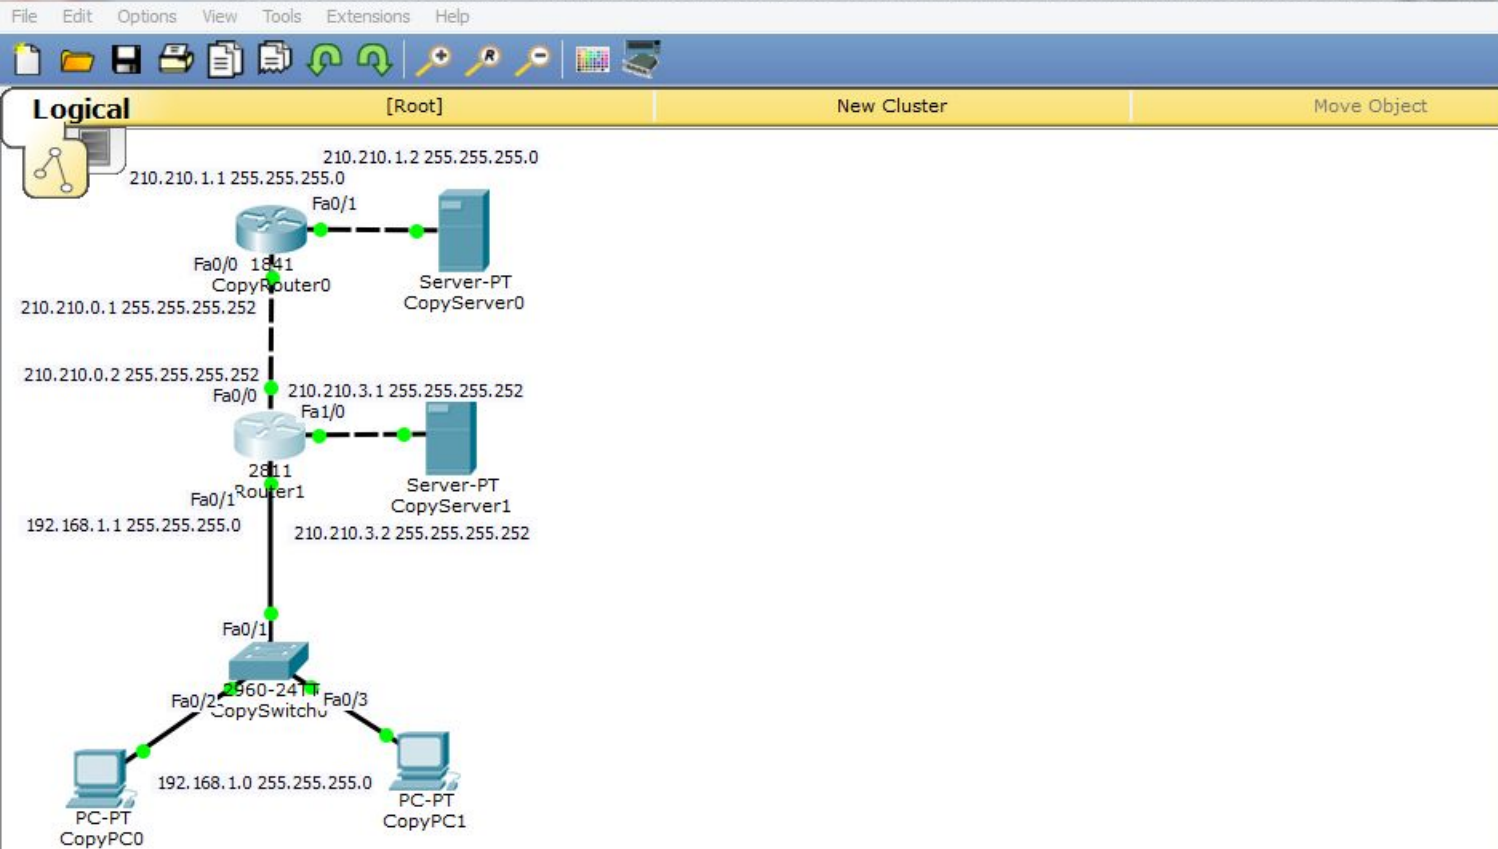 File Edit Options View Tools Extensions Help
Logical [Root] New Cluster Move Object
210.210.1.2 255.255.255.0
210.210.1.1 255.255.255.0
Fa0/1
Fa0/0 1841
CopyRouter0
Server-PT
CopyServer0
210.210.0.1 255.255.255.252
210.210.0.2 255.255.255.252
Fa0/0
210.210.3.1 255.255.255.252
Fa1/0
2811
Router1
Fa0/1
Server-PT
CopyServer1
192.168.1.1 255.255.255.0
210.210.3.2 255.255.255.252
Fa0/1
2960-24TT
Fa0/2
CopySwitch0
Fa0/3
192.168.1.0 255.255.255.0
PC-PT
CopyPC0
PC-PT
CopyPC1